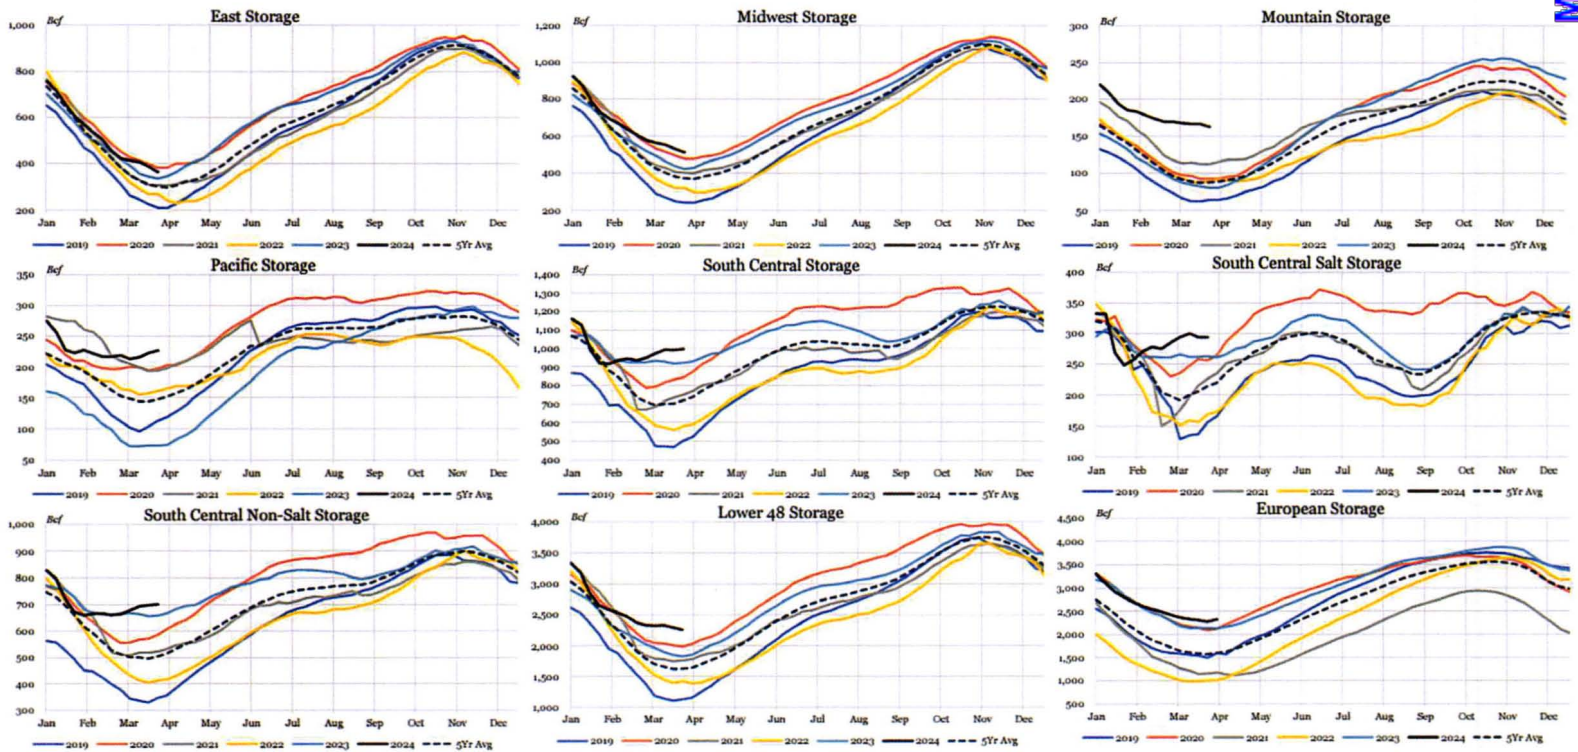 East Storage
Bcf
1,000
800
600
400
200
Jan Feb Mar Apr May Jun Jul Aug Sep Oct Nov Dec
2019 2020 2021 2022 2023 2024 5Yr Avg
Midwest Storage
Bcf
1,200
1,000
800
600
400
200
Jan Feb Mar Apr May Jun Jul Aug Sep Oct Nov Dec
2019 2020 2021 2022 2023 2024 5Yr Avg
Mountain Storage
Bcf
300
250
200
150
100
50
Jan Feb Mar Apr May Jun Jul Aug Sep Oct Nov Dec
2019 2020 2021 2022 2023 2024 5Yr Avg
Pacific Storage
Bcf
350
300
250
200
150
100
50
Jan Feb Mar Apr May Jun Jul Aug Sep Oct Nov Dec
2019 2020 2021 2022 2023 2024 5Yr Avg
South Central Storage
Bcf
1,400
1,300
1,200
1,100
1,000
900
800
700
600
500
400
Jan Feb Mar Apr May Jun Jul Aug Sep Oct Nov Dec
2019 2020 2021 2022 2023 2024 5Yr Avg
South Central Salt Storage
Bcf
400
350
300
250
200
150
100
Jan Feb Mar Apr May Jun Jul Aug Sep Oct Nov Dec
2019 2020 2021 2022 2023 2024 5Yr Avg
South Central Non-Salt Storage
Bcf
1,000
900
800
700
600
500
400
300
Jan Feb Mar Apr May Jun Jul Aug Sep Oct Nov Dec
2019 2020 2021 2022 2023 2024 5Yr Avg
Lower 48 Storage
Bcf
4,000
3,500
3,000
2,500
2,000
1,500
1,000
Jan Feb Mar Apr May Jun Jul Aug Sep Oct Nov Dec
2019 2020 2021 2022 2023 2024 5Yr Avg
European Storage
Bcf
4,500
4,000
3,500
3,000
2,500
2,000
1,500
1,000
500
Jan Feb Mar Apr May Jun Jul Aug Sep Oct Nov Dec
2019 2020 2021 2022 2023 2024 5Yr Avg